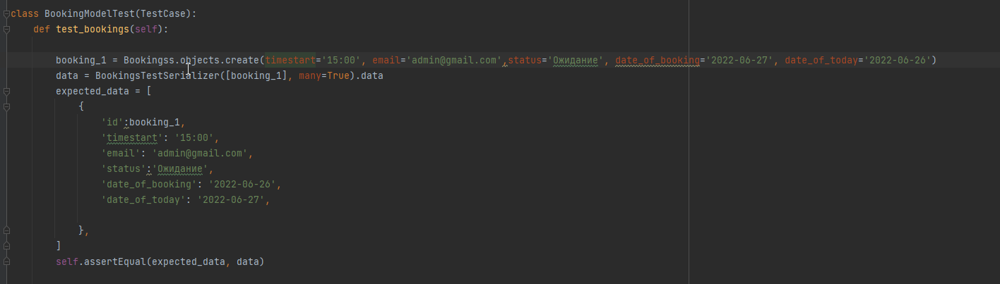 class BookingModelTest(TestCase):
def test_bookings(self):
booking_1 = Bookingss.objects.create(timestart='15:00', email='admin@gmail.com',status='Ожидание', date_of_booking='2022-06-27', date_of_today='2022-06-26')
data = BookingsTestSerializer([booking_1], many=True).data
expected_data = [
{
'id':booking_1,
'timestart': '15:00',
'email': 'admin@gmail.com',
'status':'Ожидание',
'date_of_booking': '2022-06-26',
'date_of_today': '2022-06-27',
},
]
self.assertEqual(expected_data, data)